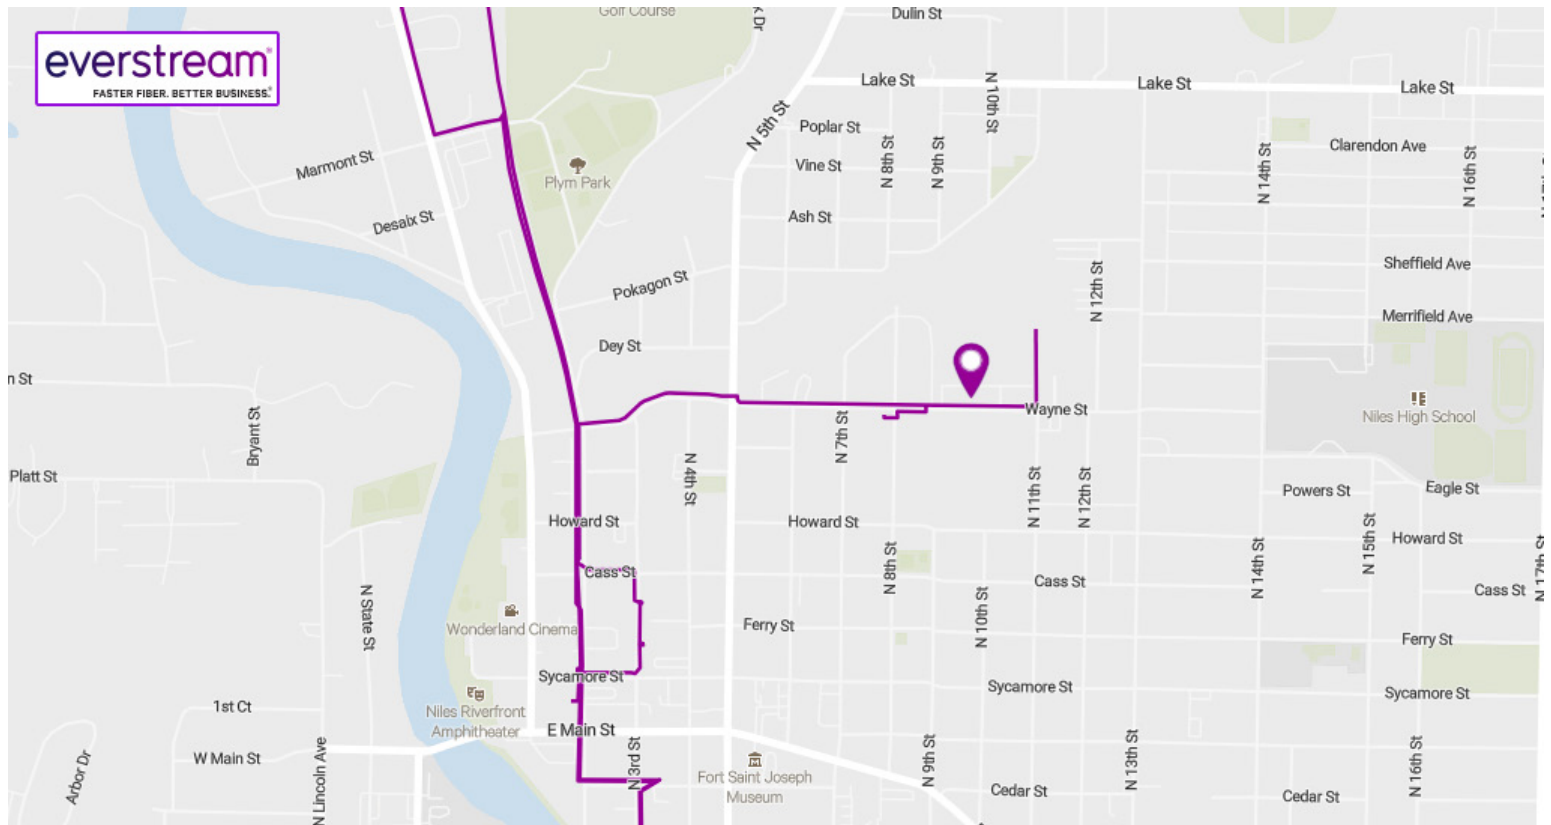 Golf Course
Dulin St
everstream®
FASTER FIBER. BETTER BUSINESS.®
Lake St
Lake St
Lake St
N 10th St
N 5th St
Poplar St
Clarendon Ave
Marmont St
Vine St
N 8th St
N 9th St
N 14th St
N 16th St
Plym Park
Desaix St
Ash St
Sheffield Ave
Pokagon St
N 12th St
Merrifield Ave
Dey St
n St
Bryant St
Wayne St
Niles High School
N 7th St
Platt St
N 4th St
N 11th St
N 12th St
Powers St
Eagle St
Howard St
Howard St
Howard St
N 15th St
Cass St
N 8th St
Cass St
N 14th St
Cass St
N 17th St
N State St
N 10th St
Wonderland Cinema
Ferry St
Ferry St
Sycamore St
Sycamore St
Sycamore St
1st Ct
Niles Riverfront
Amphitheater
E Main St
W Main St
N Lincoln Ave
Arbor Dr
N 3rd St
Fort Saint Joseph
Museum
N 9th St
N 13th St
N 16th St
Cedar St
Cedar St